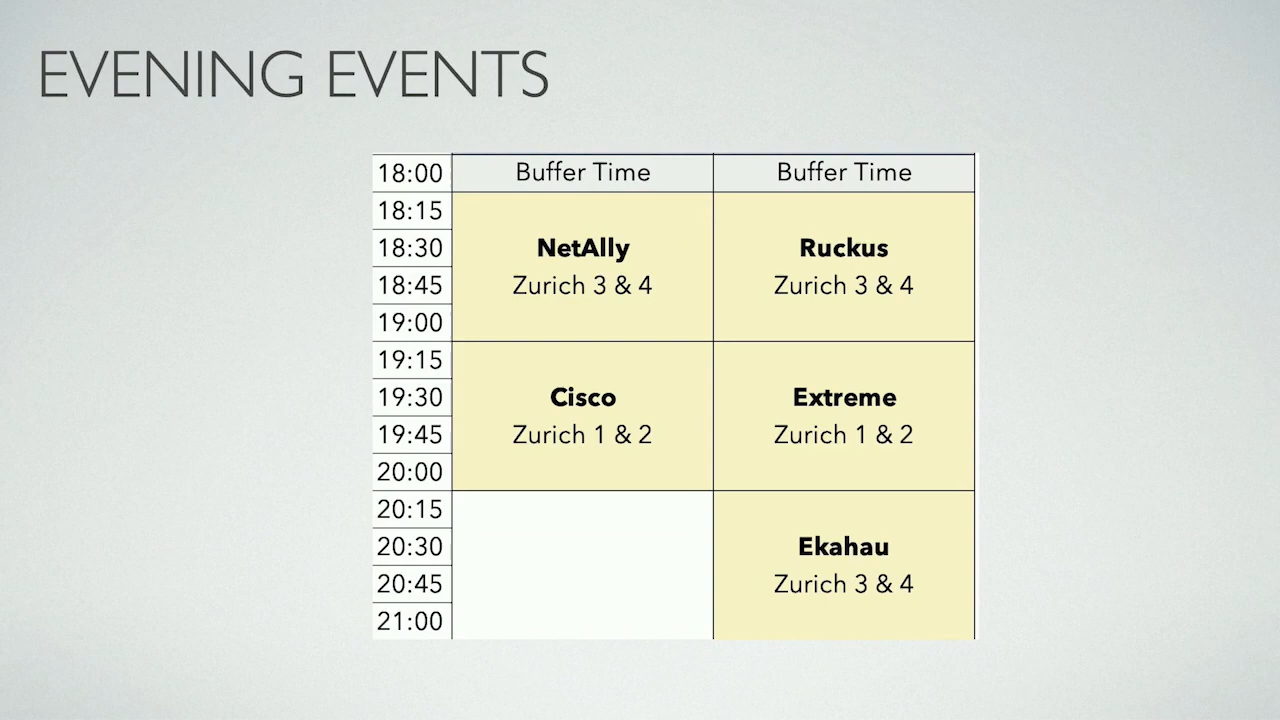 EVENING EVENTS
18:00 Buffer Time Buffer Time
18:15
18:30 NetAlly Ruckus
18:45 Zurich 3 & 4 Zurich 3 & 4
19:00
19:15
19:30 Cisco Extreme
19:45 Zurich 1 & 2 Zurich 1 & 2
20:00
20:15
20:30 Ekahau
20:45 Zurich 3 & 4
21:00